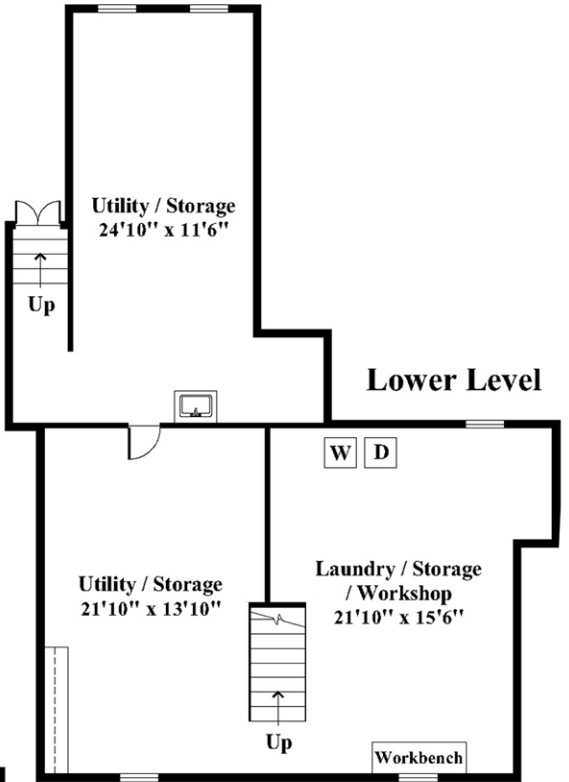 Utility / Storage
24'10" x 11'6"
Up
Lower Level
W D
Utility / Storage
21'10" x 13'10"
Laundry / Storage
/ Workshop
21'10" x 15'6"
Up
Workbench